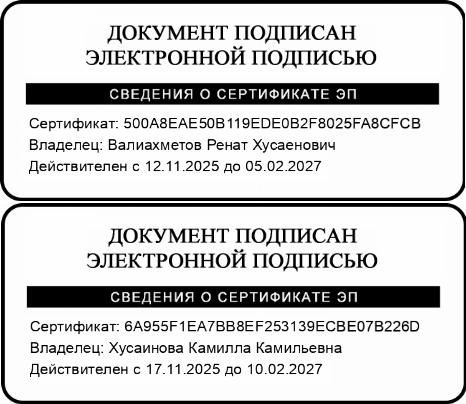 ДОКУМЕНТ ПОДПИСАН
ЭЛЕКТРОННОЙ ПОДПИСЬЮ
СВЕДЕНИЯ О СЕРТИФИКАТЕ ЭП
Сертификат: 500A8EAE50B119EDE0B2F8025FA8CFCB
Владелец: Валиахметов Ренат Хусаенович
Действителен с 12.11.2025 до 05.02.2027
ДОКУМЕНТ ПОДПИСАН
ЭЛЕКТРОННОЙ ПОДПИСЬЮ
СВЕДЕНИЯ О СЕРТИФИКАТЕ ЭП
Сертификат: 6A955F1EA7BB8EF253139ECBE07B226D
Владелец: Хусаинова Камилла Камильевна
Действителен с 17.11.2025 до 10.02.2027